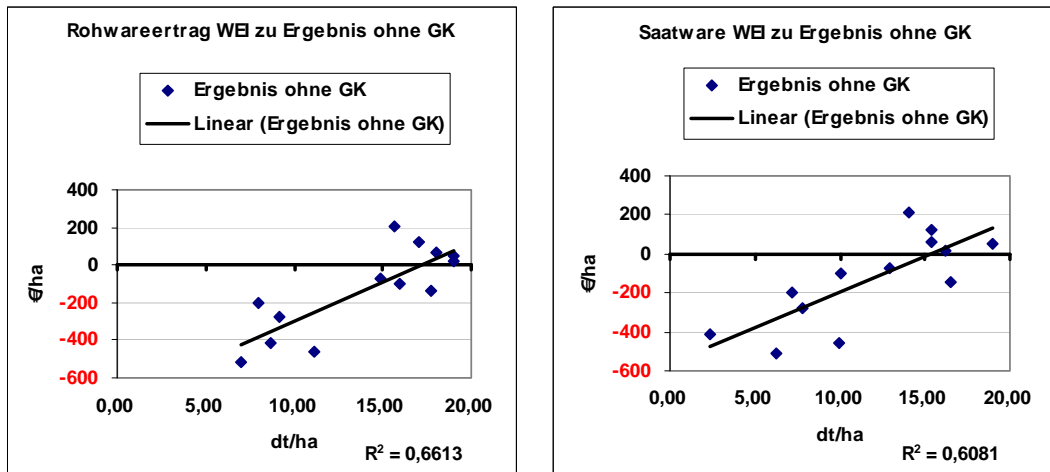 Rohwareertrag WEI zu Ergebnis ohne GK
Ergebnis ohne GK
Linear (Ergebnis ohne GK)
400
200
0
-200
-400
-600
€/ha
0,00
5,00
10,00
15,00
20,00
dt/ha
R² = 0,6613
Saatware WEI zu Ergebnis ohne GK
Ergebnis ohne GK
Linear (Ergebnis ohne GK)
400
200
0
-200
-400
-600
€/ha
0,00
5,00
10,00
15,00
20,00
dt/ha
R² = 0,6081